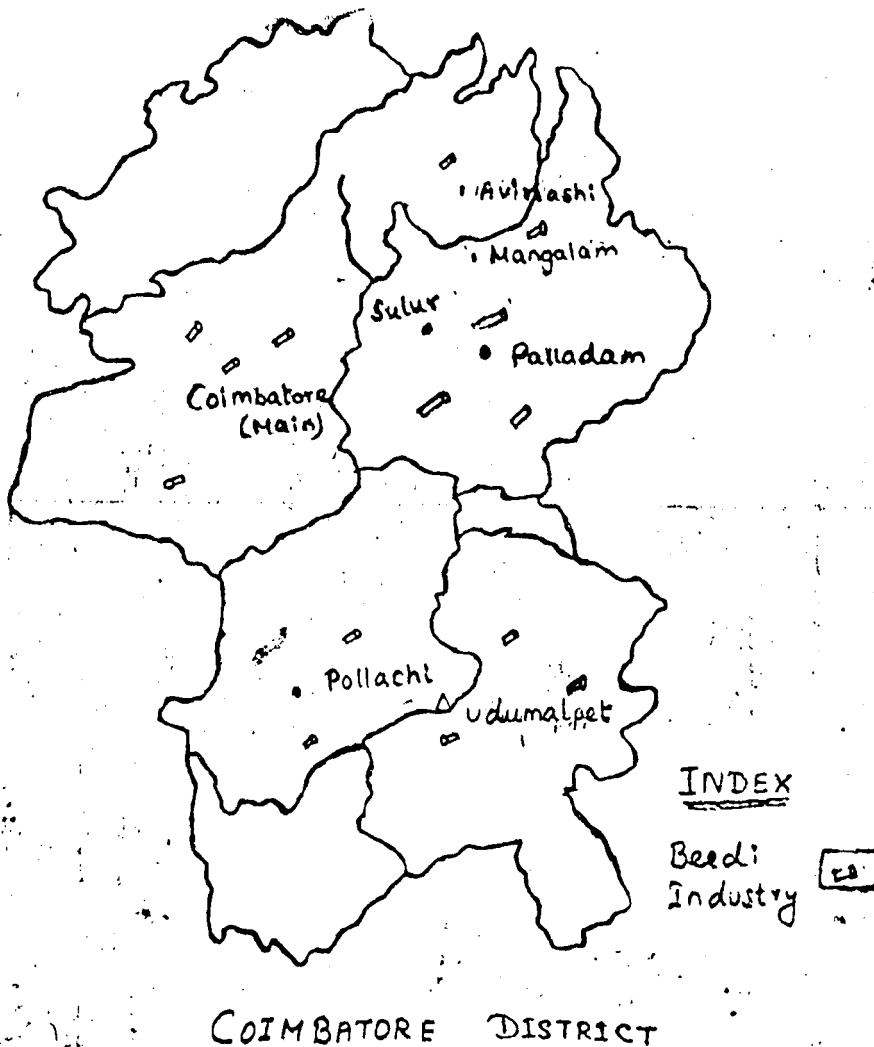 Avinashi
Mangalam
Sulur
Palladam
Coimbatore
(Main)
Pollachi
Udumalpet
INDEX
Beedi
Industry
COIMBATORE DISTRICT